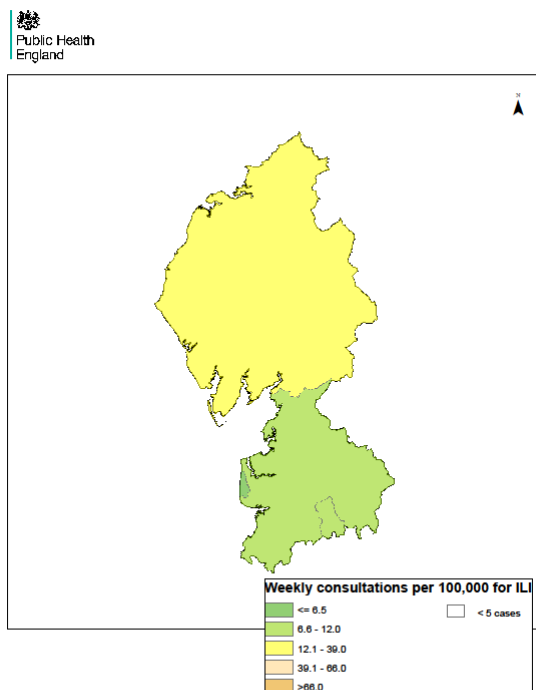 Public Health
England
N
Weekly consultations per 100,000 for ILI
<= 6.5
< 5 cases
6.6 - 12.0
12.1 - 39.0
39.1 - 66.0
>66.0